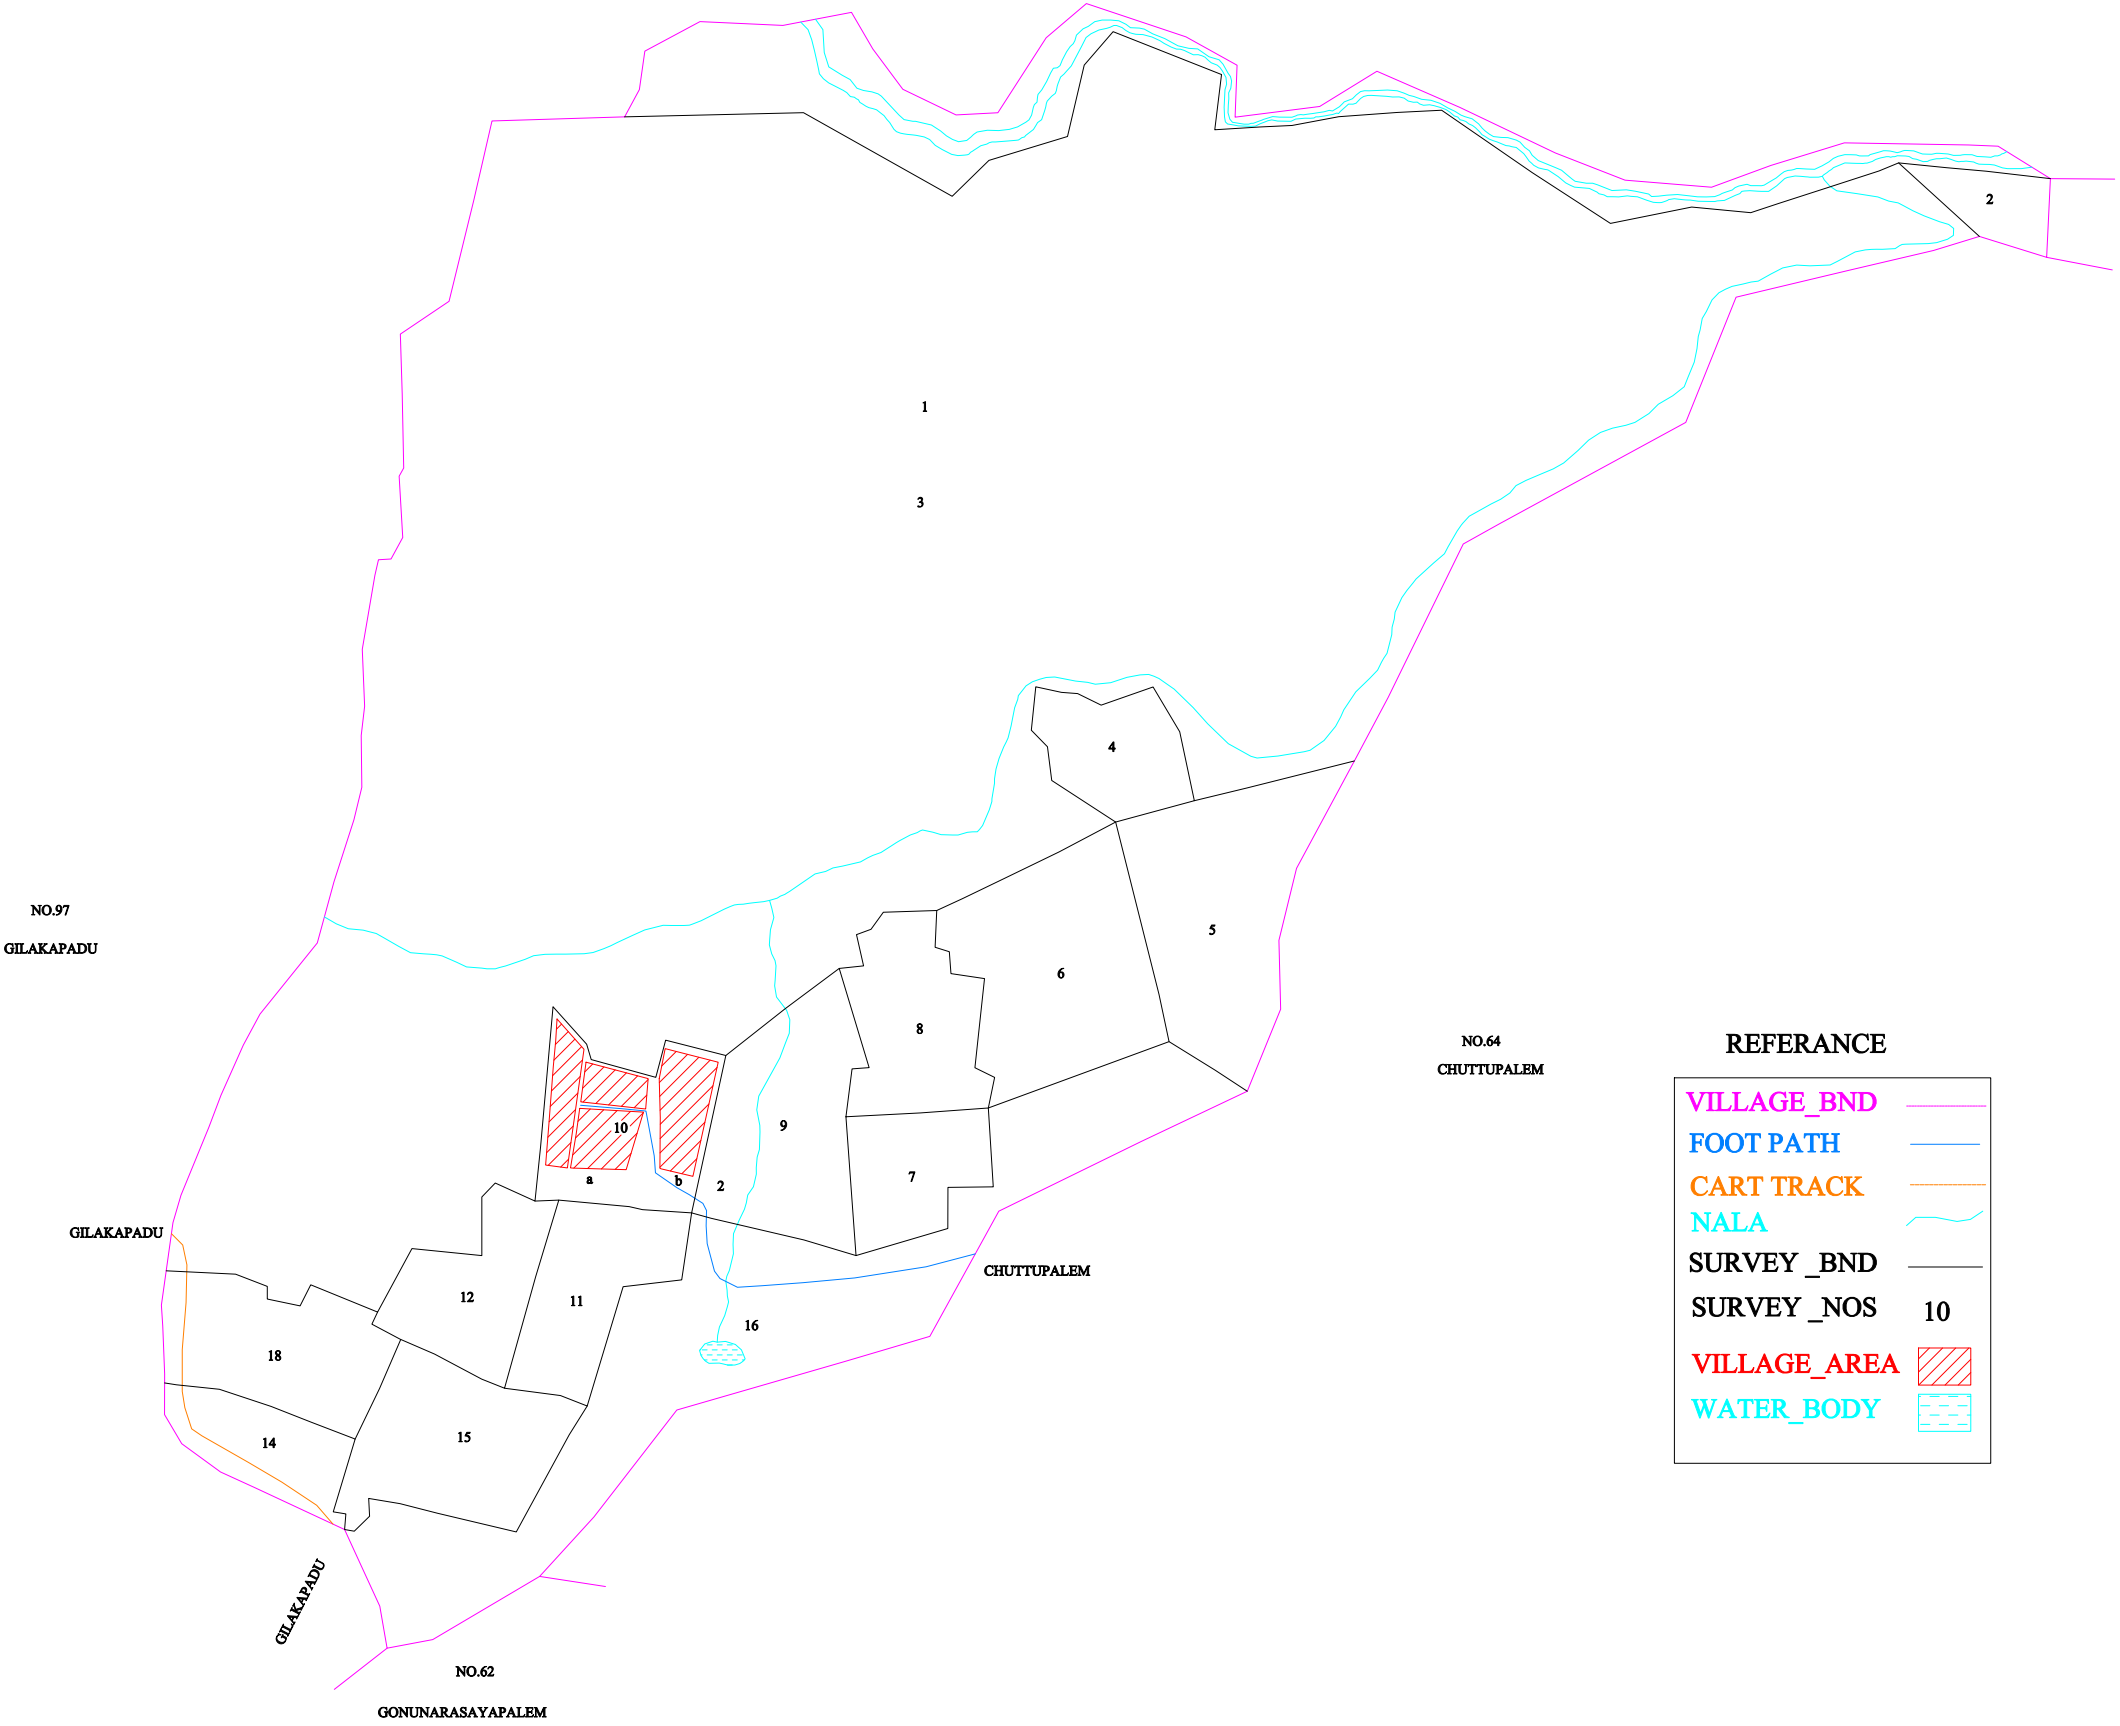 2
1
3
4
NO.97
GILAKAPADU
5
6
8
NO.64
CHUTTUPALEM
REFERANCE
VILLAGE_BND
FOOT PATH
CART TRACK
NALA
SURVEY _BND
SURVEY _NOS 10
VILLAGE_AREA
WATER_BODY
10
9
a
b
2
7
GILAKAPADU
CHUTTUPALEM
12
11
16
18
14
15
GILAKAPADU
NO.62
GONUNARASAYAPALEM